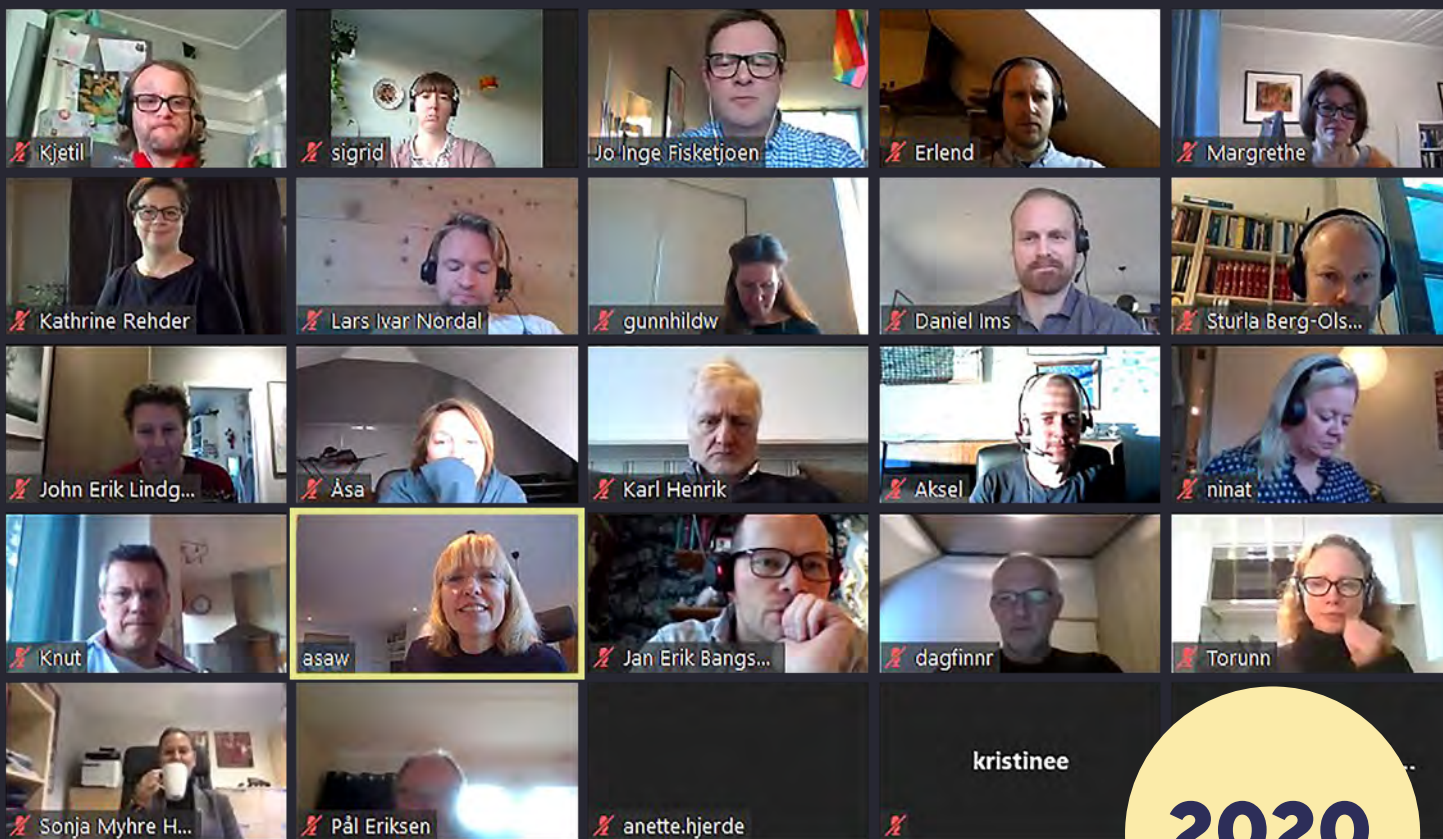 Kjetil
sigrid
Jo Inge Fisketjoen
Erlend
Margrethe
Kathrine Rehder
Lars Ivar Nordal
gunnhildw
Daniel Ims
Sturla Berg-Ols...
John Erik Lindg...
Åsa
Karl Henrik
Aksel
ninat
Knut
asaw
Jan Erik Bangs...
dagfinnr
Torunn
Sonja Myhre H...
Pål Eriksen
anette.hjerde
kristinee
..
2020